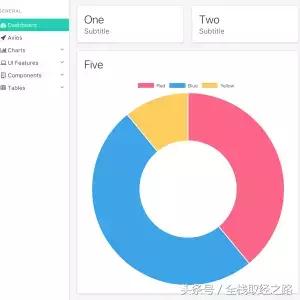 GENERAL
Dashboard
Axios
Charts
UI Features
Components
Tables
One
Subtitle
Two
Subtitle
Five
Red Blue Yellow
头条号 / 全栈取经之路